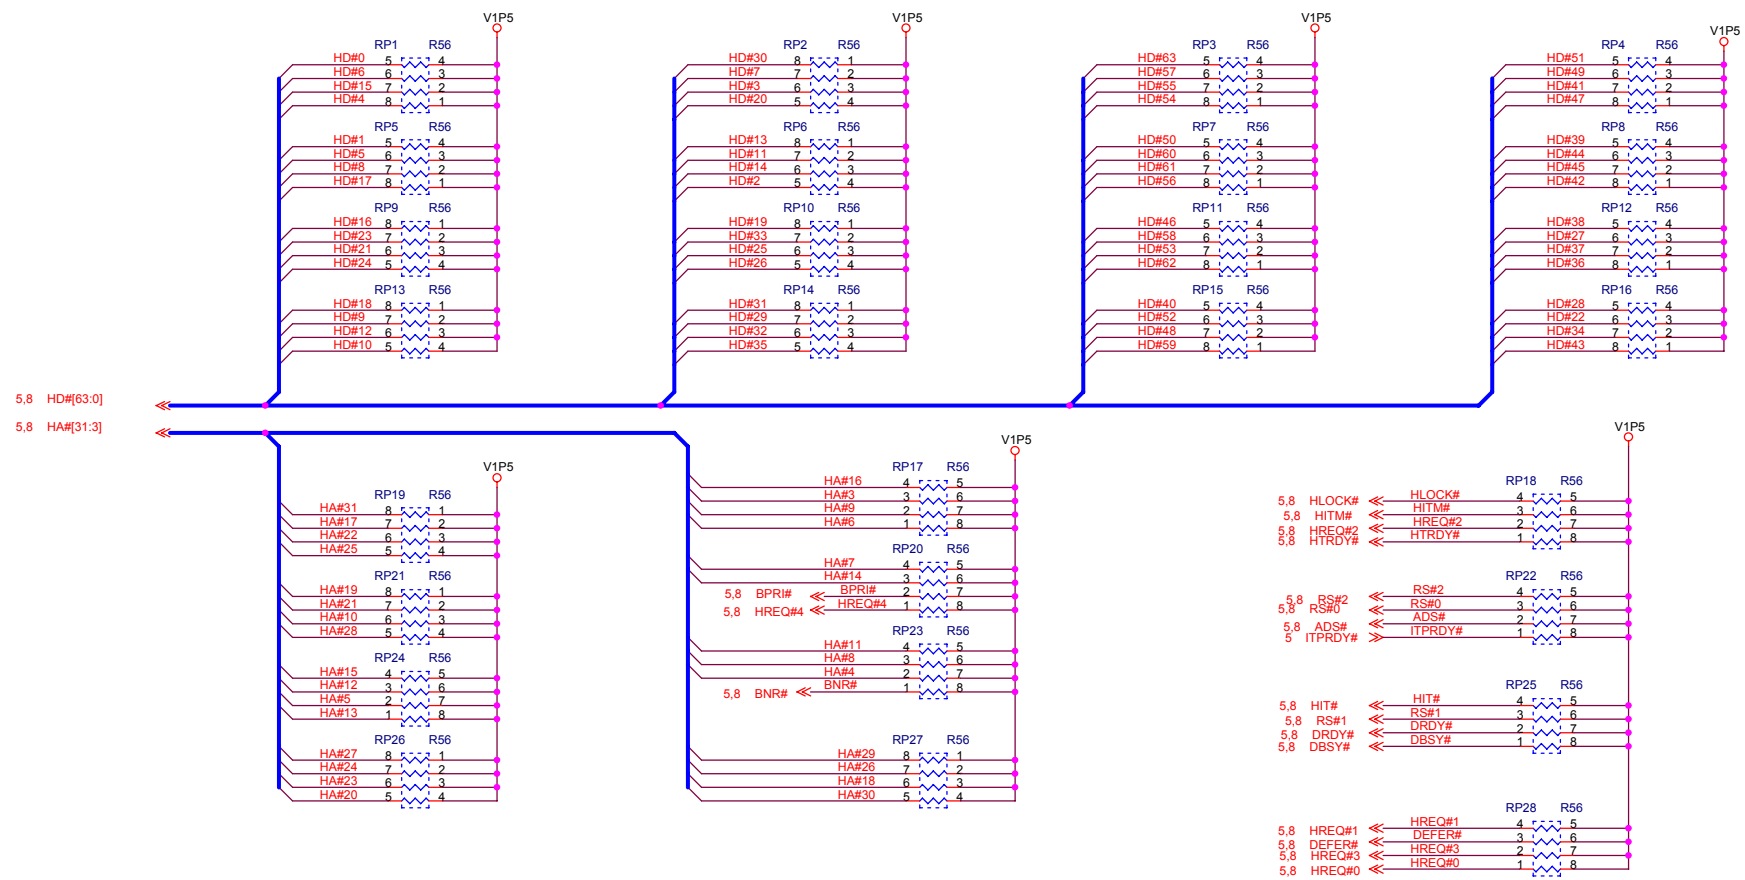 V1P5 V1P5 V1P5 V1P5
RP1 R56 RP2 R56 RP3 R56 RP4 R56
HD#0 5 4 HD#30 8 1 HD#63 5 4 HD#51 5 4
HD#6 6 3 HD#7 7 2 HD#57 6 3 HD#49 6 3
HD#15 7 2 HD#3 6 3 HD#55 7 2 HD#41 7 2
HD#4 8 1 HD#20 5 4 HD#54 8 1 HD#47 8 1
RP5 R56 RP6 R56 RP7 R56 RP8 R56
HD#1 5 4 HD#13 8 1 HD#50 5 4 HD#39 5 4
HD#5 6 3 HD#11 7 2 HD#60 6 3 HD#44 6 3
HD#8 7 2 HD#14 6 3 HD#61 7 2 HD#45 7 2
HD#17 8 1 HD#2 5 4 HD#56 8 1 HD#42 8 1
RP9 R56 RP10 R56 RP11 R56 RP12 R56
HD#16 8 1 HD#19 8 1 HD#46 5 4 HD#38 5 4
HD#23 7 2 HD#33 7 2 HD#58 6 3 HD#27 6 3
HD#21 6 3 HD#25 6 3 HD#53 7 2 HD#37 7 2
HD#24 5 4 HD#26 5 4 HD#62 8 1 HD#36 8 1
RP13 R56 RP14 R56 RP15 R56 RP16 R56
HD#18 8 1 HD#31 8 1 HD#40 5 4 HD#28 5 4
HD#9 7 2 HD#29 7 2 HD#52 6 3 HD#22 6 3
HD#12 6 3 HD#32 6 3 HD#48 7 2 HD#34 7 2
HD#10 5 4 HD#35 5 4 HD#59 8 1 HD#43 8 1
5,8 HD#[63:0]
5,8 HA#[31:3]
V1P5
RP19 R56
HA#31 8 1
HA#17 7 2
HA#22 6 3
HA#25 5 4
RP21 R56
HA#19 8 1
HA#21 7 2
HA#10 6 3
HA#28 5 4
RP24 R56
HA#15 4 5
HA#12 3 6
HA#5 2 7
HA#13 1 8
RP26 R56
HA#27 8 1
HA#24 7 2
HA#23 6 3
HA#20 5 4
V1P5
RP17 R56
HA#16 4 5
HA#3 3 6
HA#9 2 7
HA#6 1 8
RP20 R56
HA#7 4 5
HA#14 3 6
5,8 BPRI# BPRI# 2 7
5,8 HREQ#4 HREQ#4 1 8
RP23 R56
HA#11 4 5
HA#8 3 6
HA#4 2 7
5,8 BNR# BNR# 1 8
RP27 R56
HA#29 8 1
HA#26 7 2
HA#18 6 3
HA#30 5 4
V1P5
RP18 R56
5,8 HLOCK# HLOCK# 4 5
5,8 HITM# HITM# 3 6
5,8 HREQ#2 HREQ#2 2 7
5,8 HTRDY# HTRDY# 1 8
RP22 R56
5,8 RS#2 RS#2 4 5
5,8 RS#0 RS#0 3 6
5,8 ADS# ADS# 2 7
5 ITPRDY# ITPRDY# 1 8
RP25 R56
5,8 HIT# HIT# 4 5
5,8 RS#1 RS#1 3 6
5,8 DRDY# DRDY# 2 7
5,8 DBSY# DBSY# 1 8
RP28 R56
5,8 HREQ#1 HREQ#1 4 5
5,8 DEFER# DEFER# 3 6
5,8 HREQ#3 HREQ#3 2 7
5,8 HREQ#0 HREQ#0 1 8